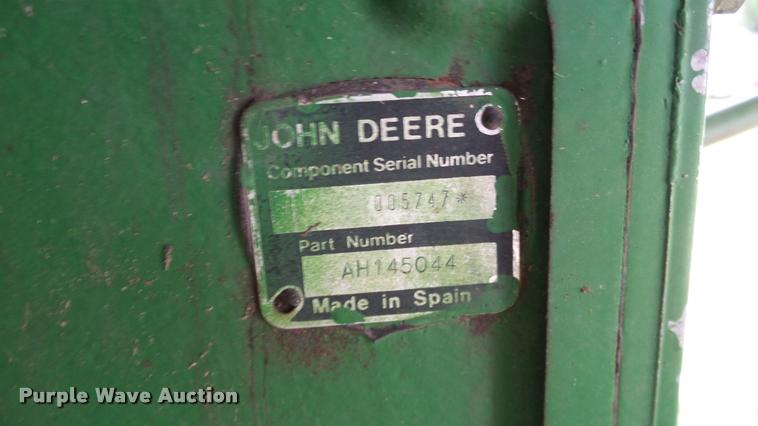 JOHN DEERE
Component Serial Number
005747*
Part Number
AH145044
Made in Spain
Purple Wave Auction